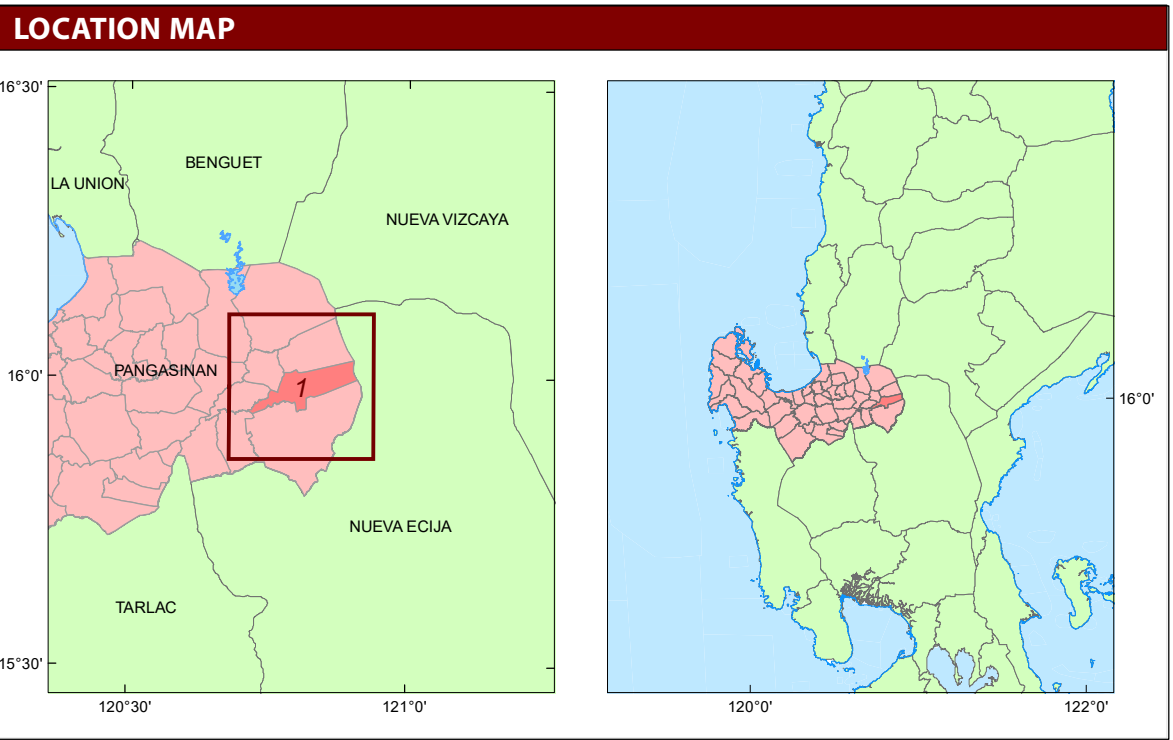 LOCATION MAP
16°30'
BENGUET
LA UNION
NUEVA VIZCAYA
16°0'
PANGASINAN
1
NUEVA ECIJA
TARLAC
15°30'
120°30'
121°0'
16°0'
120°0'
122°0'